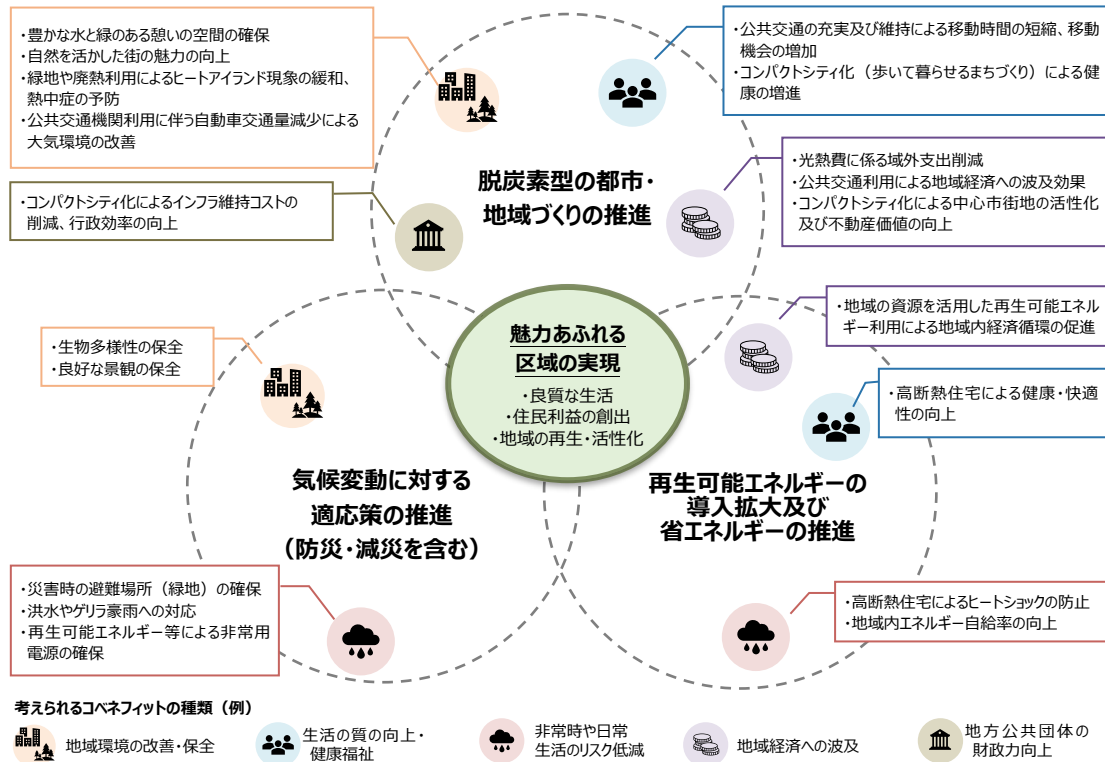 ・豊かな水と緑のある憩いの空間の確保
・自然を活かした街の魅力の向上
・緑地や廃熱利用によるヒートアイランド現象の緩和、
熱中症の予防
・公共交通機関利用に伴う自動車交通量減少による
大気環境の改善
・公共交通の充実及び維持による移動時間の短縮、移動
機会の増加
・コンパクトシティ化（歩いて暮らせるまちづくり）による健
康の増進
・コンパクトシティ化によるインフラ維持コストの
削減、行政効率の向上
脱炭素型の都市・
地域づくりの推進
・光熱費に係る域外支出削減
・公共交通利用による地域経済への波及効果
・コンパクトシティ化による中心市街地の活性化
及び不動産価値の向上
・生物多様性の保全
・良好な景観の保全
魅力あふれる
区域の実現
・良質な生活
・住民利益の創出
・地域の再生・活性化
・地域の資源を活用した再生可能エネル
ギー利用による地域内経済循環の促進
・高断熱住宅による健康・快適
性の向上
気候変動に対する
適応策の推進
（防災・減災を含む）
再生可能エネルギーの
導入拡大及び
省エネルギーの推進
・災害時の避難場所（緑地）の確保
・洪水やゲリラ豪雨への対応
・再生可能エネルギー等による非常用
電源の確保
・高断熱住宅によるヒートショックの防止
・地域内エネルギー自給率の向上
考えられるコベネフィットの種類（例）
地域環境の改善・保全
生活の質の向上・
健康福祉
非常時や日常
生活のリスク低減
地域経済への波及
地方公共団体の
財政力向上